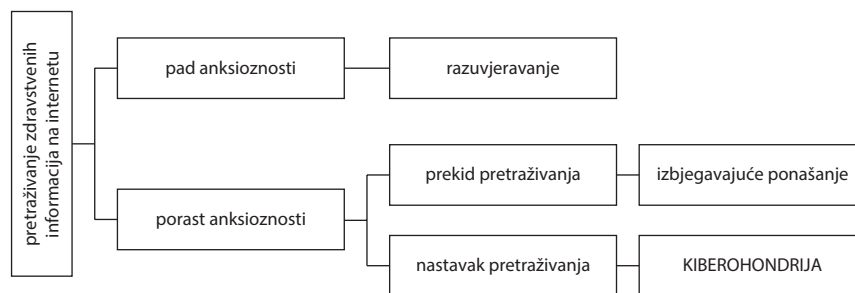 pretraživanje zdravstvenih
informacija na internetu
pad anksioznosti
razuvjeravanje
porast anksioznosti
prekid pretraživanja
izbjegavajuće ponašanje
nastavak pretraživanja
KIBEROHONDRIJA